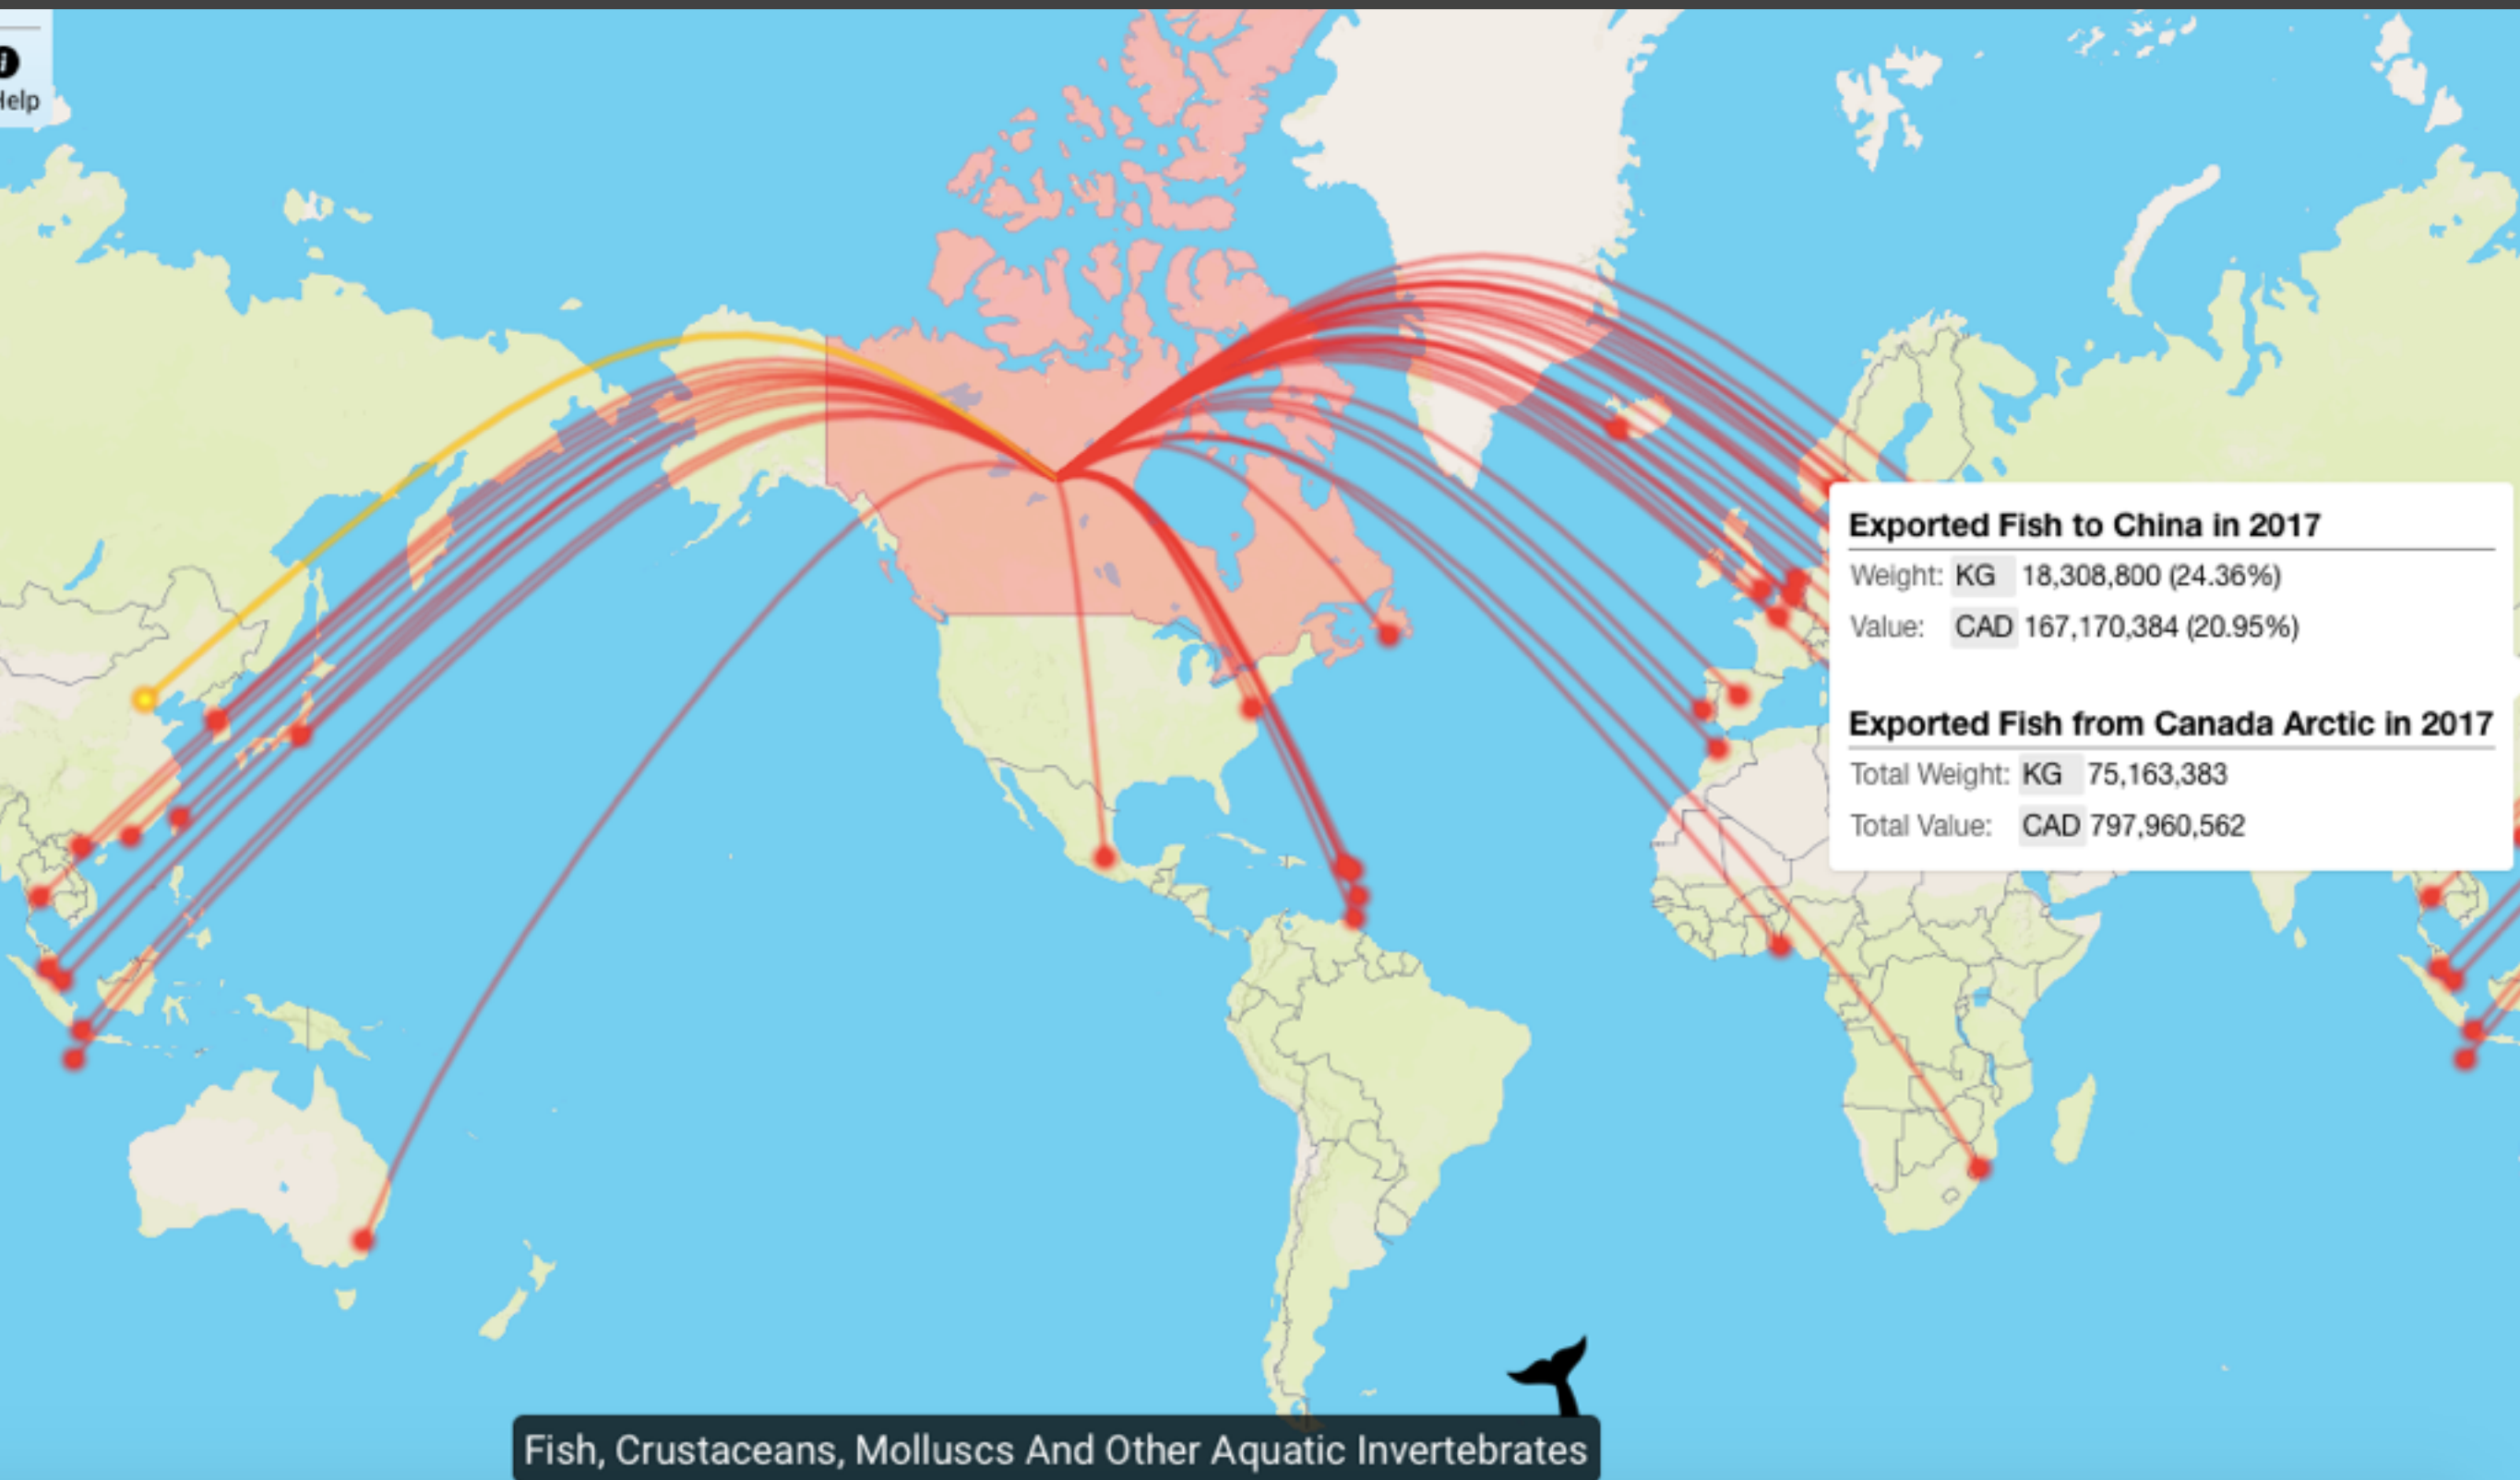 Help
Exported Fish to China in 2017
Weight: KG 18,308,800 (24.36%)
Value: CAD 167,170,384 (20.95%)
Exported Fish from Canada Arctic in 2017
Total Weight: KG 75,163,383
Total Value: CAD 797,960,562
Fish, Crustaceans, Molluscs And Other Aquatic Invertebrates